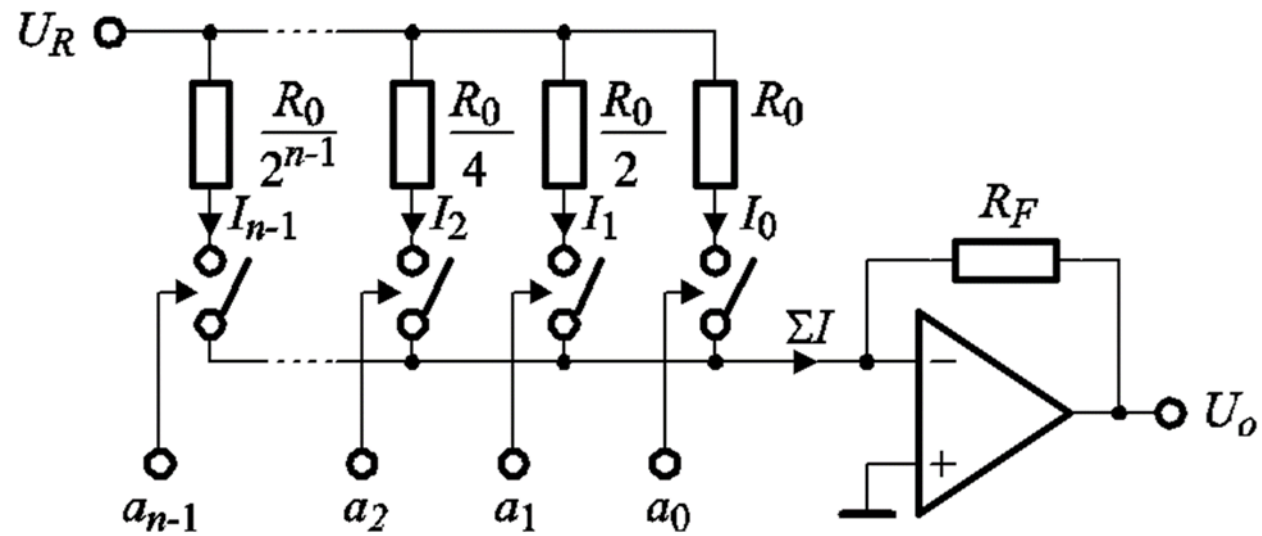 U_R
R_0/2^{n-1} R_0/4 R_0/2 R_0
I_{n-1} I_2 I_1 I_0
R_F
ΣI
−
+
U_o
a_{n-1} a_2 a_1 a_0